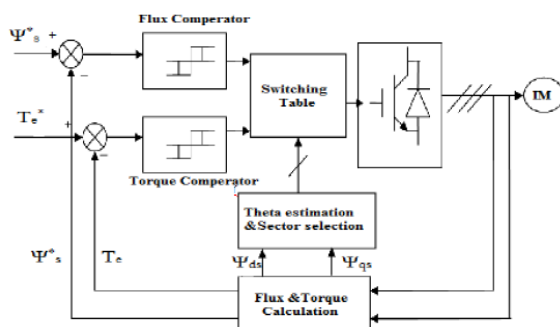 Flux Comperator
Ψ*s +
−
Switching
Table
IM
Te* +
−
Torque Comperator
Theta estimation
&Sector selection
Ψ*s
Te
Ψds
Ψqs
Flux &Torque
Calculation